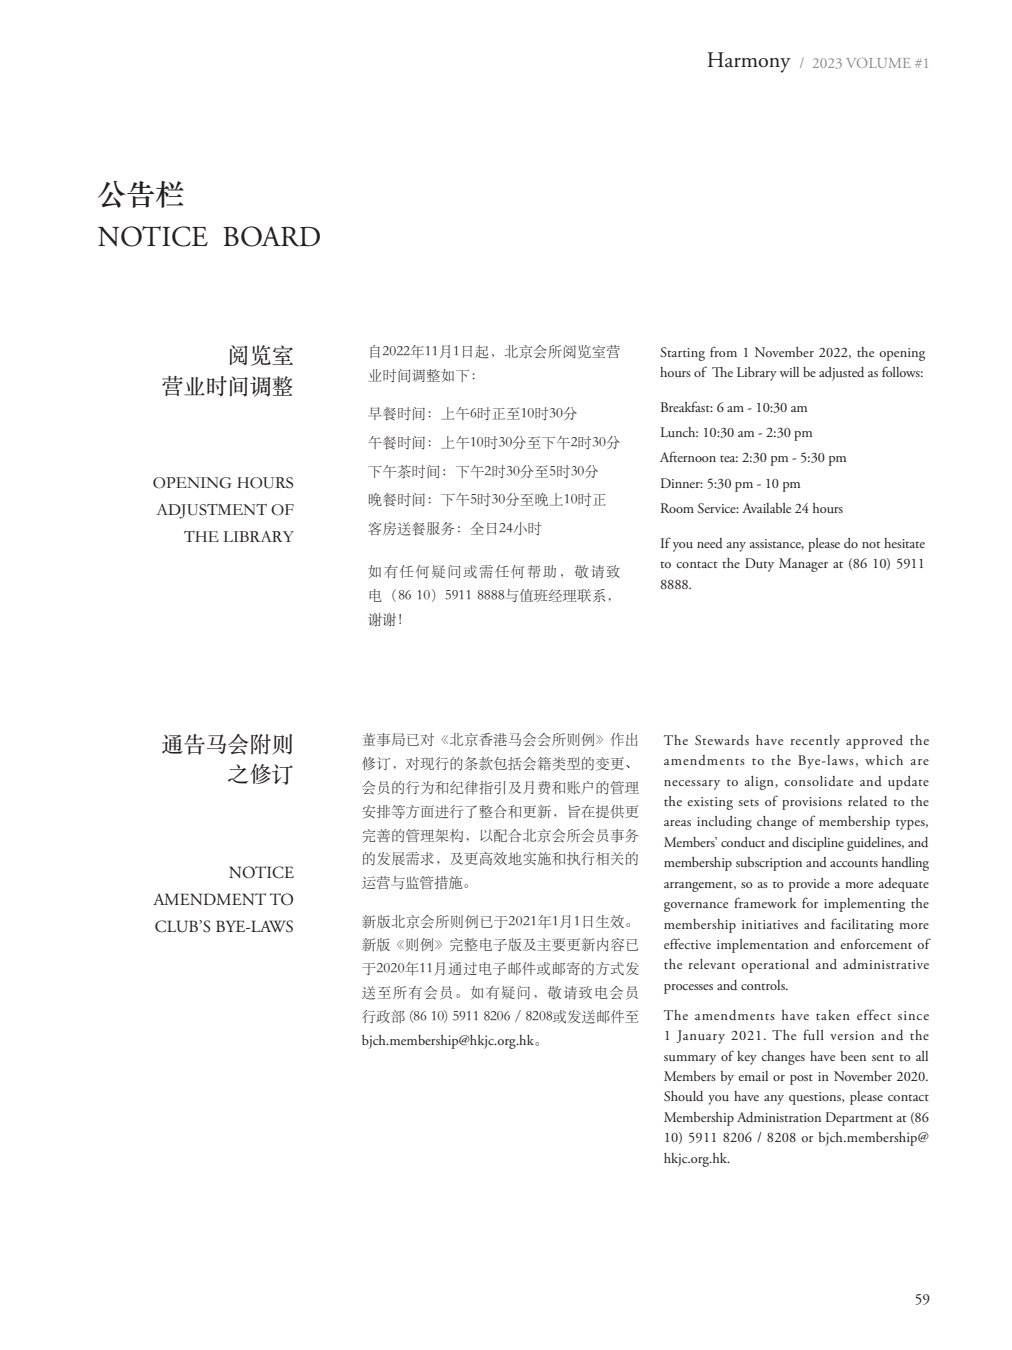 Harmony / 2023 VOLUME #1
公告栏
NOTICE BOARD
阅览室
营业时间调整
OPENING HOURS
ADJUSTMENT OF
THE LIBRARY
自2022年11月1日起，北京会所阅览室营
业时间调整如下：
早餐时间：上午6时正至10时30分
午餐时间：上午10时30分至下午2时30分
下午茶时间：下午2时30分至5时30分
晚餐时间：下午5时30分至晚上10时正
客房送餐服务：全日24小时
如有任何疑问或需任何帮助，敬请致
电（86 10）5911 8888与值班经理联系，
谢谢！
Starting from 1 November 2022, the opening
hours of The Library will be adjusted as follows:
Breakfast: 6 am - 10:30 am
Lunch: 10:30 am - 2:30 pm
Afternoon tea: 2:30 pm - 5:30 pm
Dinner: 5:30 pm - 10 pm
Room Service: Available 24 hours
If you need any assistance, please do not hesitate
to contact the Duty Manager at (86 10) 5911
8888.
通告马会附则
之修订
NOTICE
AMENDMENT TO
CLUB'S BYE-LAWS
董事局已对《北京香港马会会所则例》作出
修订，对现行的条款包括会籍类型的变更、
会员的行为和纪律指引及月费和账户的管理
安排等方面进行了整合和更新，旨在提供更
完善的管理架构，以配合北京会所会员事务
的发展需求，及更高效地实施和执行相关的
运营与监管措施。
新版北京会所则例已于2021年1月1日生效。
新版《则例》完整电子版及主要更新内容已
于2020年11月通过电子邮件或邮寄的方式发
送至所有会员。如有疑问，敬请致电会员
行政部 (86 10) 5911 8206 / 8208或发送邮件至
bjch.membership@hkjc.org.hk。
The Stewards have recently approved the
amendments to the Bye-laws, which are
necessary to align, consolidate and update
the existing sets of provisions related to the
areas including change of membership types,
Members' conduct and discipline guidelines, and
membership subscription and accounts handling
arrangement, so as to provide a more adequate
governance framework for implementing the
membership initiatives and facilitating more
effective implementation and enforcement of
the relevant operational and administrative
processes and controls.
The amendments have taken effect since
1 January 2021. The full version and the
summary of key changes have been sent to all
Members by email or post in November 2020.
Should you have any questions, please contact
Membership Administration Department at (86
10) 5911 8206 / 8208 or bjch.membership@
hkjc.org.hk.
59